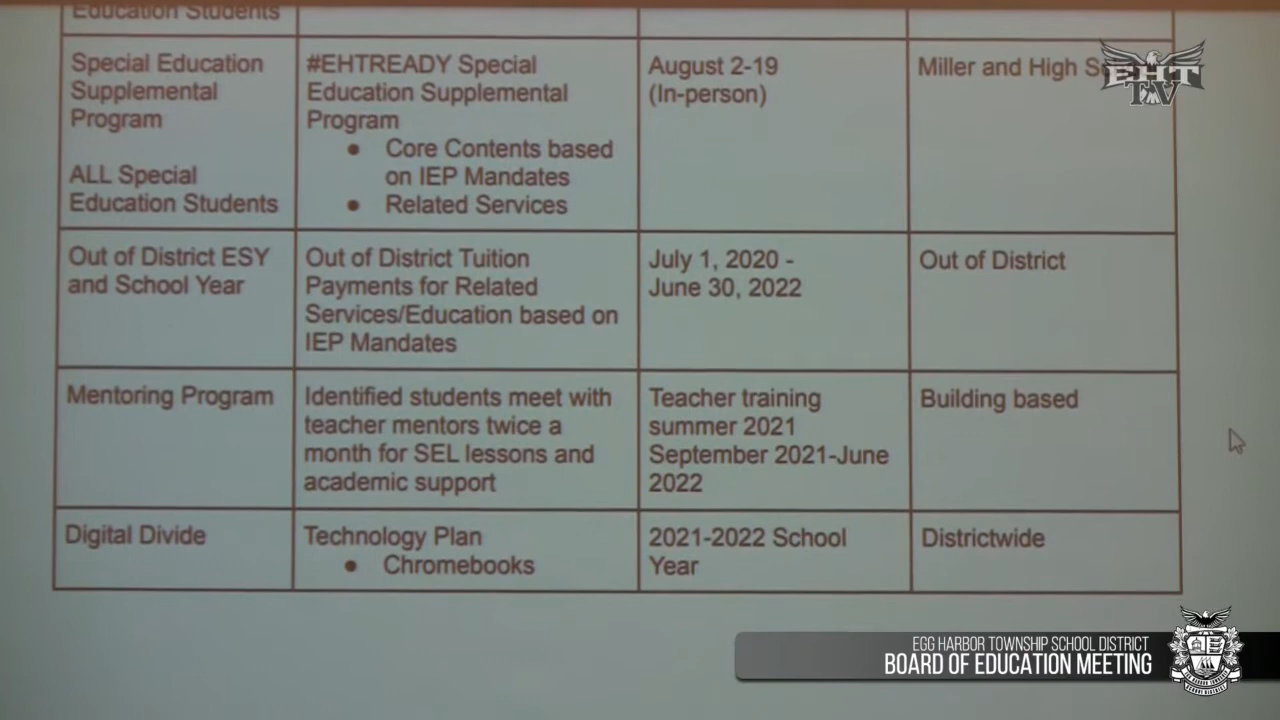 Education Students
Special Education
Supplemental
Program
ALL Special
Education Students
#EHTREADY Special
Education Supplemental
Program
● Core Contents based
on IEP Mandates
● Related Services
August 2-19
(In-person)
Miller and High
EHT
TV
Out of District ESY
and School Year
Out of District Tuition
Payments for Related
Services/Education based on
IEP Mandates
July 1, 2020 -
June 30, 2022
Out of District
Mentoring Program
Identified students meet with
teacher mentors twice a
month for SEL lessons and
academic support
Teacher training
summer 2021
September 2021-June
2022
Building based
Digital Divide
Technology Plan
● Chromebooks
2021-2022 School
Year
Districtwide
EGG HARBOR TOWNSHIP SCHOOL DISTRICT
BOARD OF EDUCATION MEETING